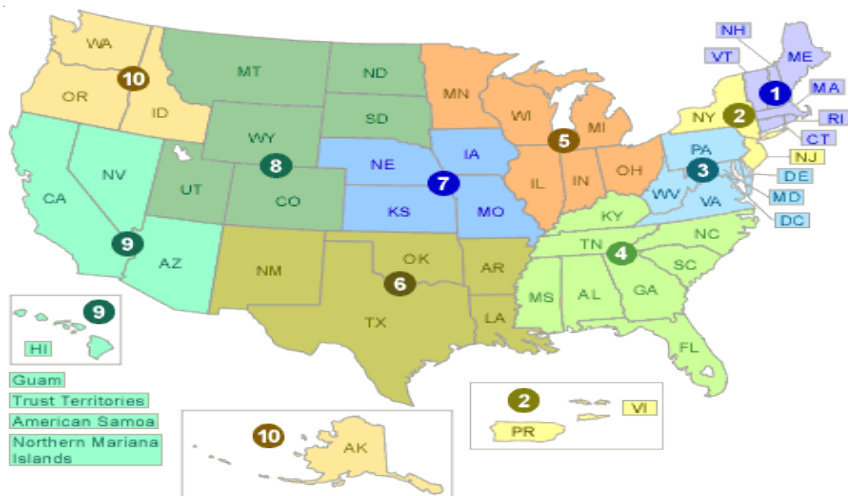 NH
WA
VT
ME
MT
ND
10
MN
1
MA
OR
ID
WI
2
SD
NY
RI
MI
WY
5
CT
PA
NJ
IA
8
NE
3
DE
NV
OH
7
IL
IN
WV
MD
UT
CA
CO
VA
KS
MO
DC
KY
NC
9
TN
4
AZ
OK
NM
AR
SC
6
MS
AL
GA
9
TX
LA
HI
FL
Guam
Trust Territories
2
VI
American Samoa
PR
10
Northern Mariana
Islands
AK